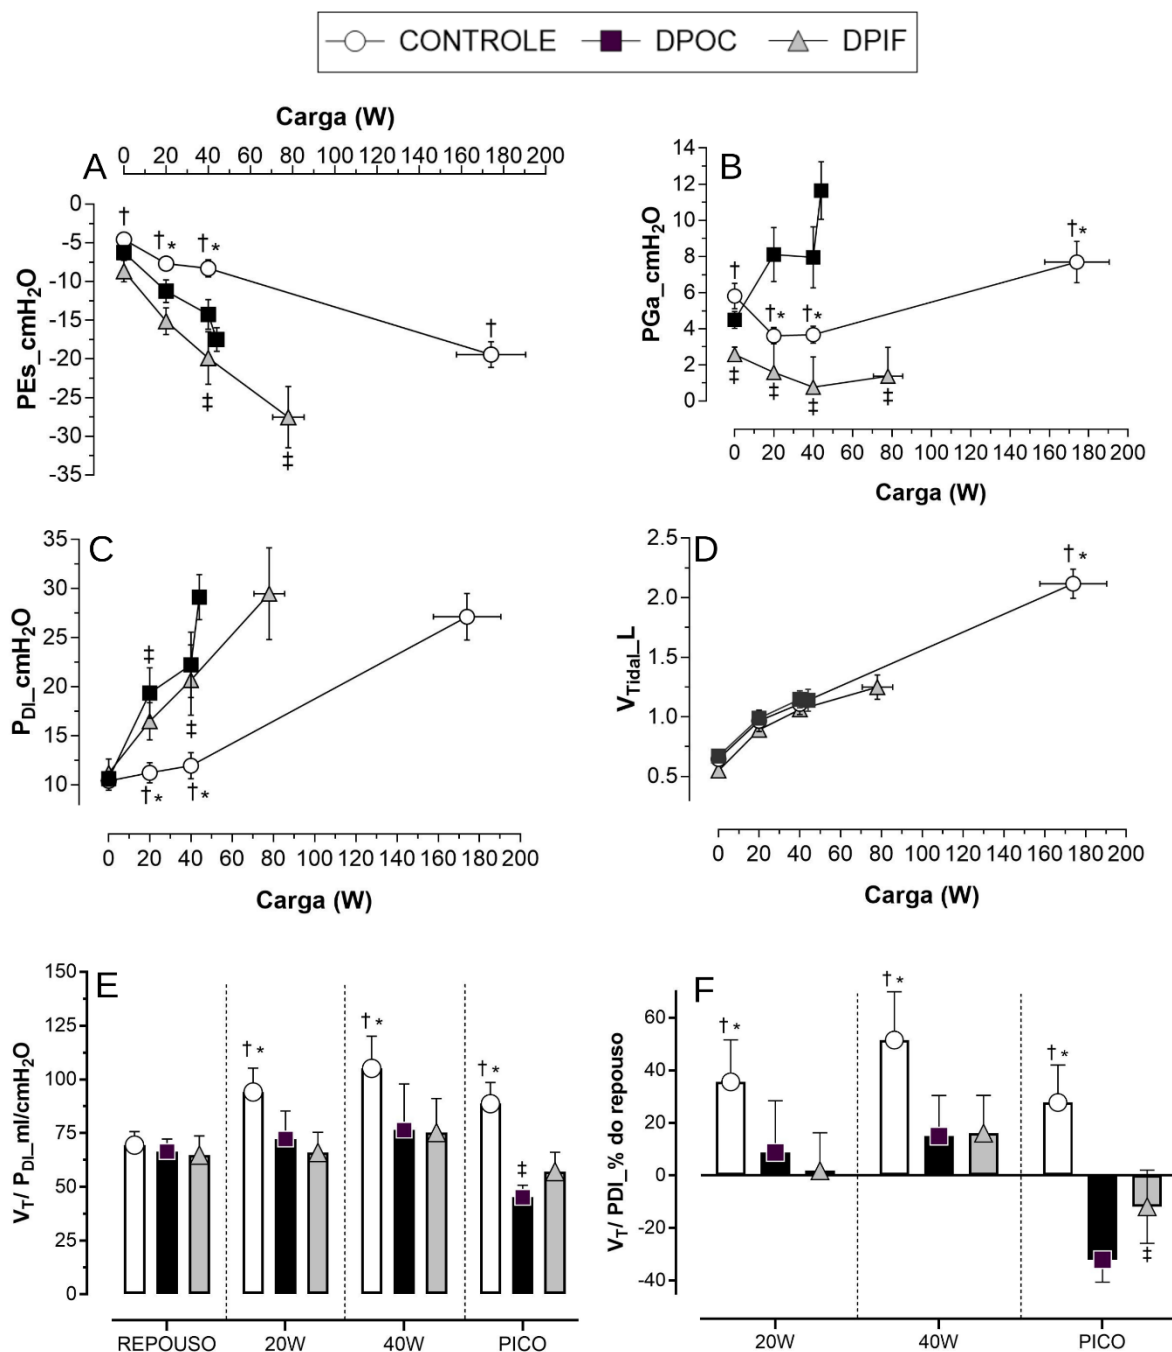 CONTROLE DPOC DPIF
Carga (W)
0 20 40 60 80 100 120 140 160 180 200
A
† †* †* †
‡ ‡
0
-5
-10
-15
-20
-25
-30
-35
PEs_cmH2O
B
† †* †* †*
‡ ‡ ‡ ‡
14
12
10
8
6
4
2
0
PGa_cmH2O
0 20 40 60 80 100 120 140 160 180 200
Carga (W)
C
‡ ‡
†* †*
35
30
25
20
15
10
PDI_cmH2O
0 20 40 60 80 100 120 140 160 180 200
Carga (W)
D
†*
2.5
2.0
1.5
1.0
0.5
VTidal_L
0 20 40 60 80 100 120 140 160 180 200
Carga (W)
E
†* †* †*
‡
150
125
100
75
50
25
0
VT/ PDI_ml/cmH2O
REPOUSO 20W 40W PICO
F
†* †* †*
‡
60
40
20
0
-20
-40
VT/ PDI_% do repouso
20W 40W PICO